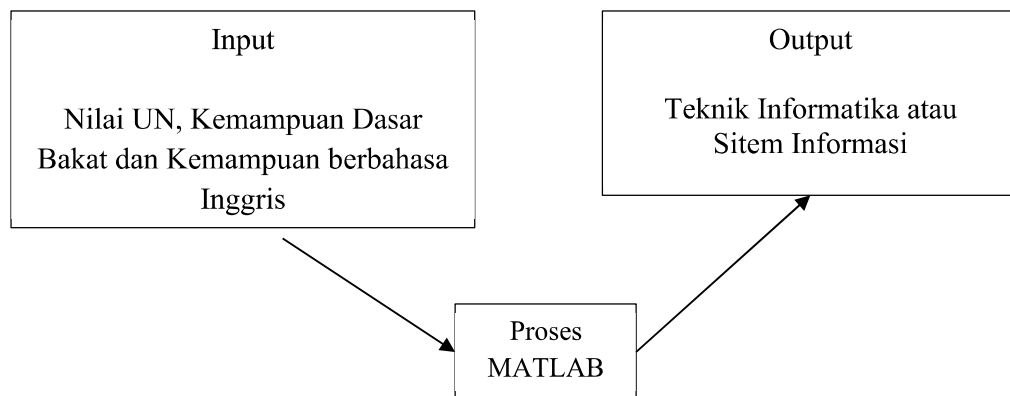 Input
Nilai UN, Kemampuan Dasar
Bakat dan Kemampuan berbahasa
Inggris
Output
Teknik Informatika atau
Sitem Informasi
Proses
MATLAB